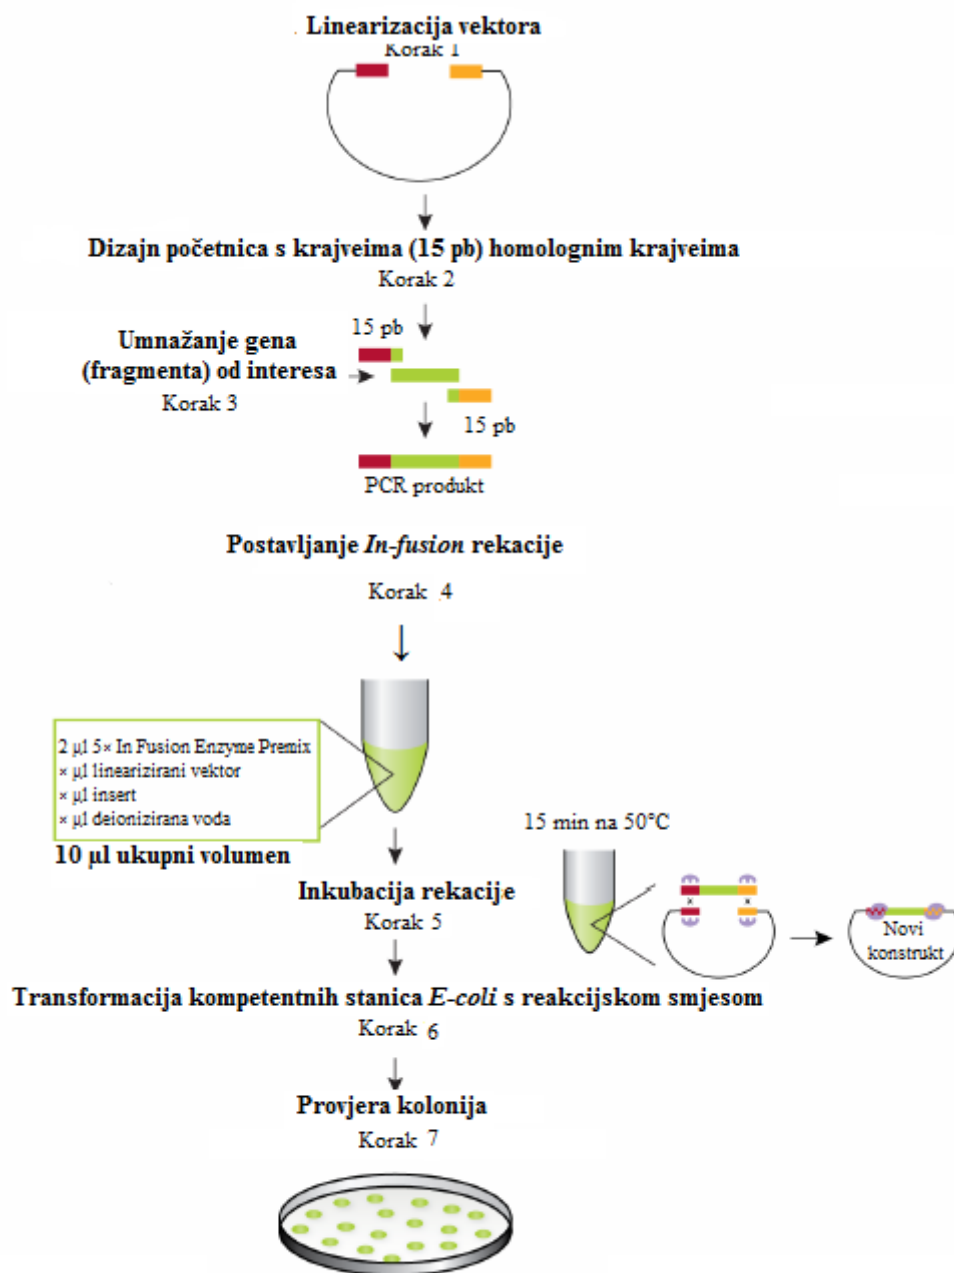 Linearizacija vektora
Korak 1
Dizajn početnica s krajveima (15 pb) homolognim krajveima
Korak 2
15 pb
Umnažanje gena
(fragmenta) od interesa
Korak 3
15 pb
PCR produkt
Postavljanje In-fusion rekacije
Korak 4
2 µl 5× In Fusion Enzyme Premix
× µl linearizirani vektor
× µl insert
× µl deionizirana voda
10 µl ukupni volumen
15 min na 50°C
Inkubacija rekacije
Korak 5
Novi
konstrukt
Transformacija kompetentnih stanica E-coli s reakcijskom smjesom
Korak 6
Provjera kolonija
Korak 7